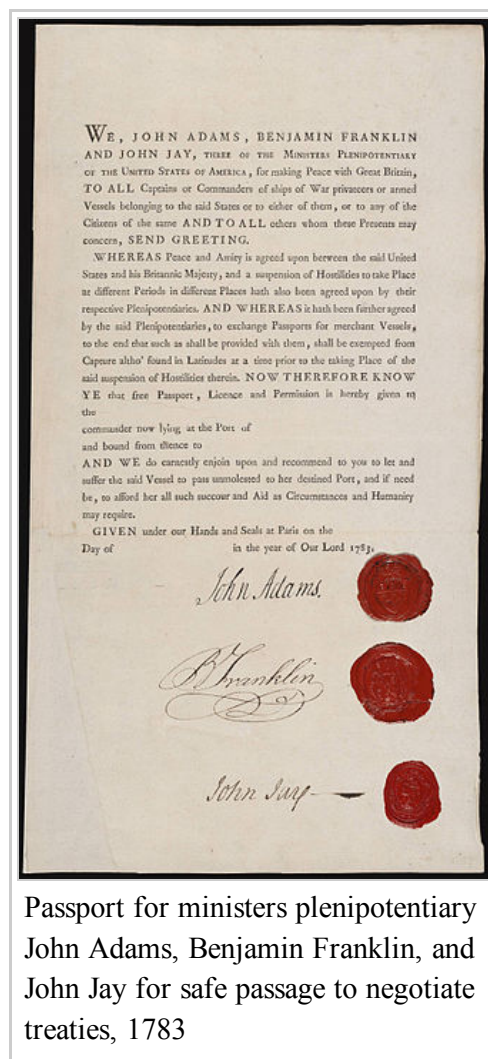 WE, JOHN ADAMS, BENJAMIN FRANKLIN
AND JOHN JAY, THREE OF THE MINISTERS PLENIPOTENTIARY
OF THE UNITED STATES OF AMERICA, for making Peace with Great Britain,
TO ALL Captains or Commanders of ships of War privateers or armed
Vessels belonging to the said States or to either of them, or to any of the
Citizens of the same AND TO ALL others whom these Presents may
concern, SEND GREETING.
WHEREAS Peace and Amity is agreed upon between the said United
States and his Britannic Majesty, and a suspension of Hostilities to take Place
at different Periods in different Places hath also been agreed upon by their
respective Plenipotentiaries. AND WHEREAS it hath been further agreed
by the said Plenipotentiaries, to exchange Passports for merchant Vessels,
to the end that such as shall be provided with them, shall be exempted from
Capture altho' found in Latitudes at a time prior to the taking Place of the
said suspension of Hostilities therein. NOW THEREFORE KNOW
YE that free Passport, Licence and Permission is hereby given to
the
commander now lying at the Port of
and bound from thence to
AND WE do earnestly enjoin upon and recommend to you to let and
suffer the said Vessel to pass unmolested to her destined Port, and if need
be, to afford her all such succour and Aid as Circumstances and Humanity
may require.
GIVEN under our Hands and Seals at Paris on the
Day of in the year of Our Lord 1783.
John Adams.
B Franklin
John Jay
Passport for ministers plenipotentiary
John Adams, Benjamin Franklin, and
John Jay for safe passage to negotiate
treaties, 1783